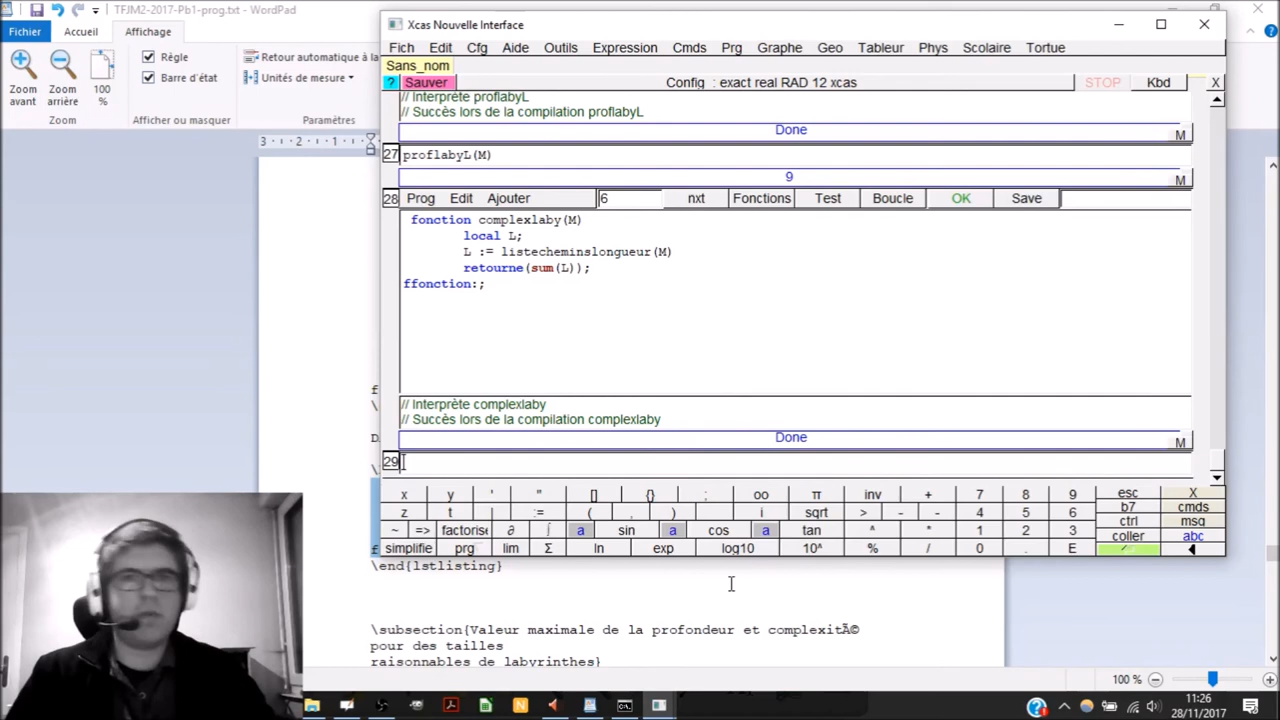 TFJM2-2017-Pb1-prog.txt - WordPad
Fichier Accueil Affichage
Zoom avant Zoom arrière 100 % Règle Barre d'état Retour automatique à la Unités de mesure
Zoom Afficher ou masquer Paramètres
3 2 1
Xcas Nouvelle Interface
Fich Edit Cfg Aide Outils Expression Cmds Prg Graphe Geo Tableur Phys Scolaire Tortue
Sans_nom
? Sauver Config : exact real RAD 12 xcas STOP Kbd X
// Interprète proflabyL
// Succès lors de la compilation proflabyL
Done M
27 proflabyL(M)
9 M
28 Prog Edit Ajouter 6 nxt Fonctions Test Boucle OK Save
fonction complexlaby(M)
local L;
L := listecheminslongueur(M)
retourne(sum(L));
ffonction:;
// Interprète complexlaby
// Succès lors de la compilation complexlaby
Done M
29
x y ' " [] {} ; oo π inv + 7 8 9 esc X
z t := ( , ) i sqrt > - - 4 5 6 b7 cmds
~ => factorise ∂ ∫ a sin a cos a tan ^ * 1 2 3 ctrl msg
simplifie prg lim Σ ln exp log10 10^ % / 0 . E coller abc
\end{lstlisting}
\subsection{Valeur maximale de la profondeur et complexitÃ©
pour des tailles
raisonnables de labyrinthes}
100 %
11:26
28/11/2017